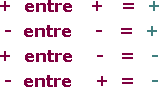 + entre + = +
- entre - = +
+ entre - = -
- entre + = -